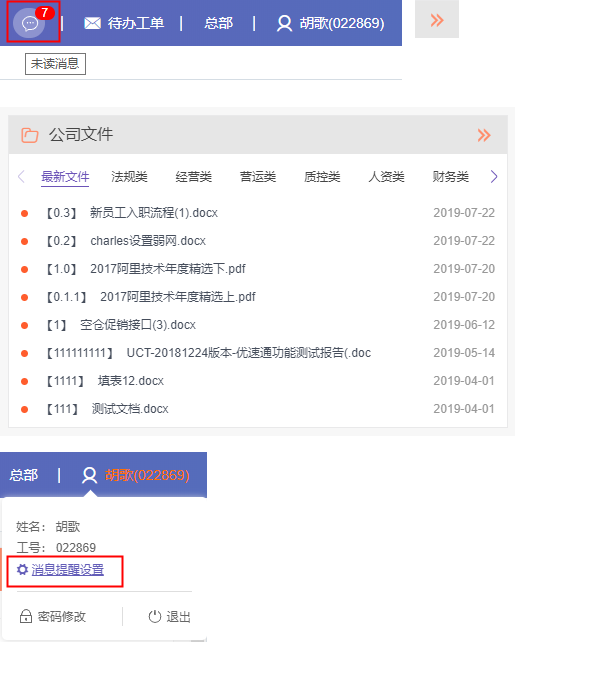 7 | 待办工单 | 总部 | 胡歌(022869)
未读消息
公司文件
最新文件 法规类 经营类 营运类 质控类 人资类 财务类
【0.3】 新员工入职流程(1).docx 2019-07-22
【0.2】 charles设置弱网.docx 2019-07-22
【1.0】 2017阿里技术年度精选下.pdf 2019-07-20
【0.1.1】 2017阿里技术年度精选上.pdf 2019-07-20
【1】 空仓促销接口(3).docx 2019-06-12
【111111111】 UCT-20181224版本-优速通功能测试报告(.doc 2019-05-14
【1111】 填表12.docx 2019-04-01
【111】 测试文档.docx 2019-04-01
总部 | 胡歌(022869)
姓名: 胡歌
工号: 022869
消息提醒设置
密码修改 退出